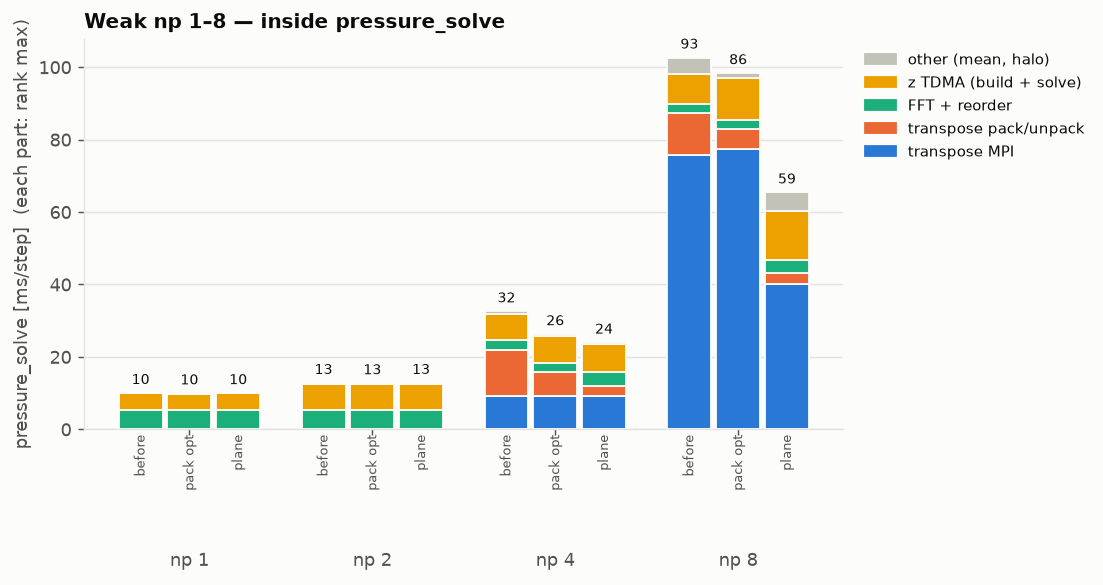 Weak np 1–8 — inside pressure_solve
pressure_solve [ms/step]  (each part: rank max)
100
80
60
40
20
0
10
10
10
13
13
13
32
26
24
93
86
59
before
pack opt
plane
before
pack opt
plane
before
pack opt
plane
before
pack opt
plane
np 1
np 2
np 4
np 8
other (mean, halo)
z TDMA (build + solve)
FFT + reorder
transpose pack/unpack
transpose MPI